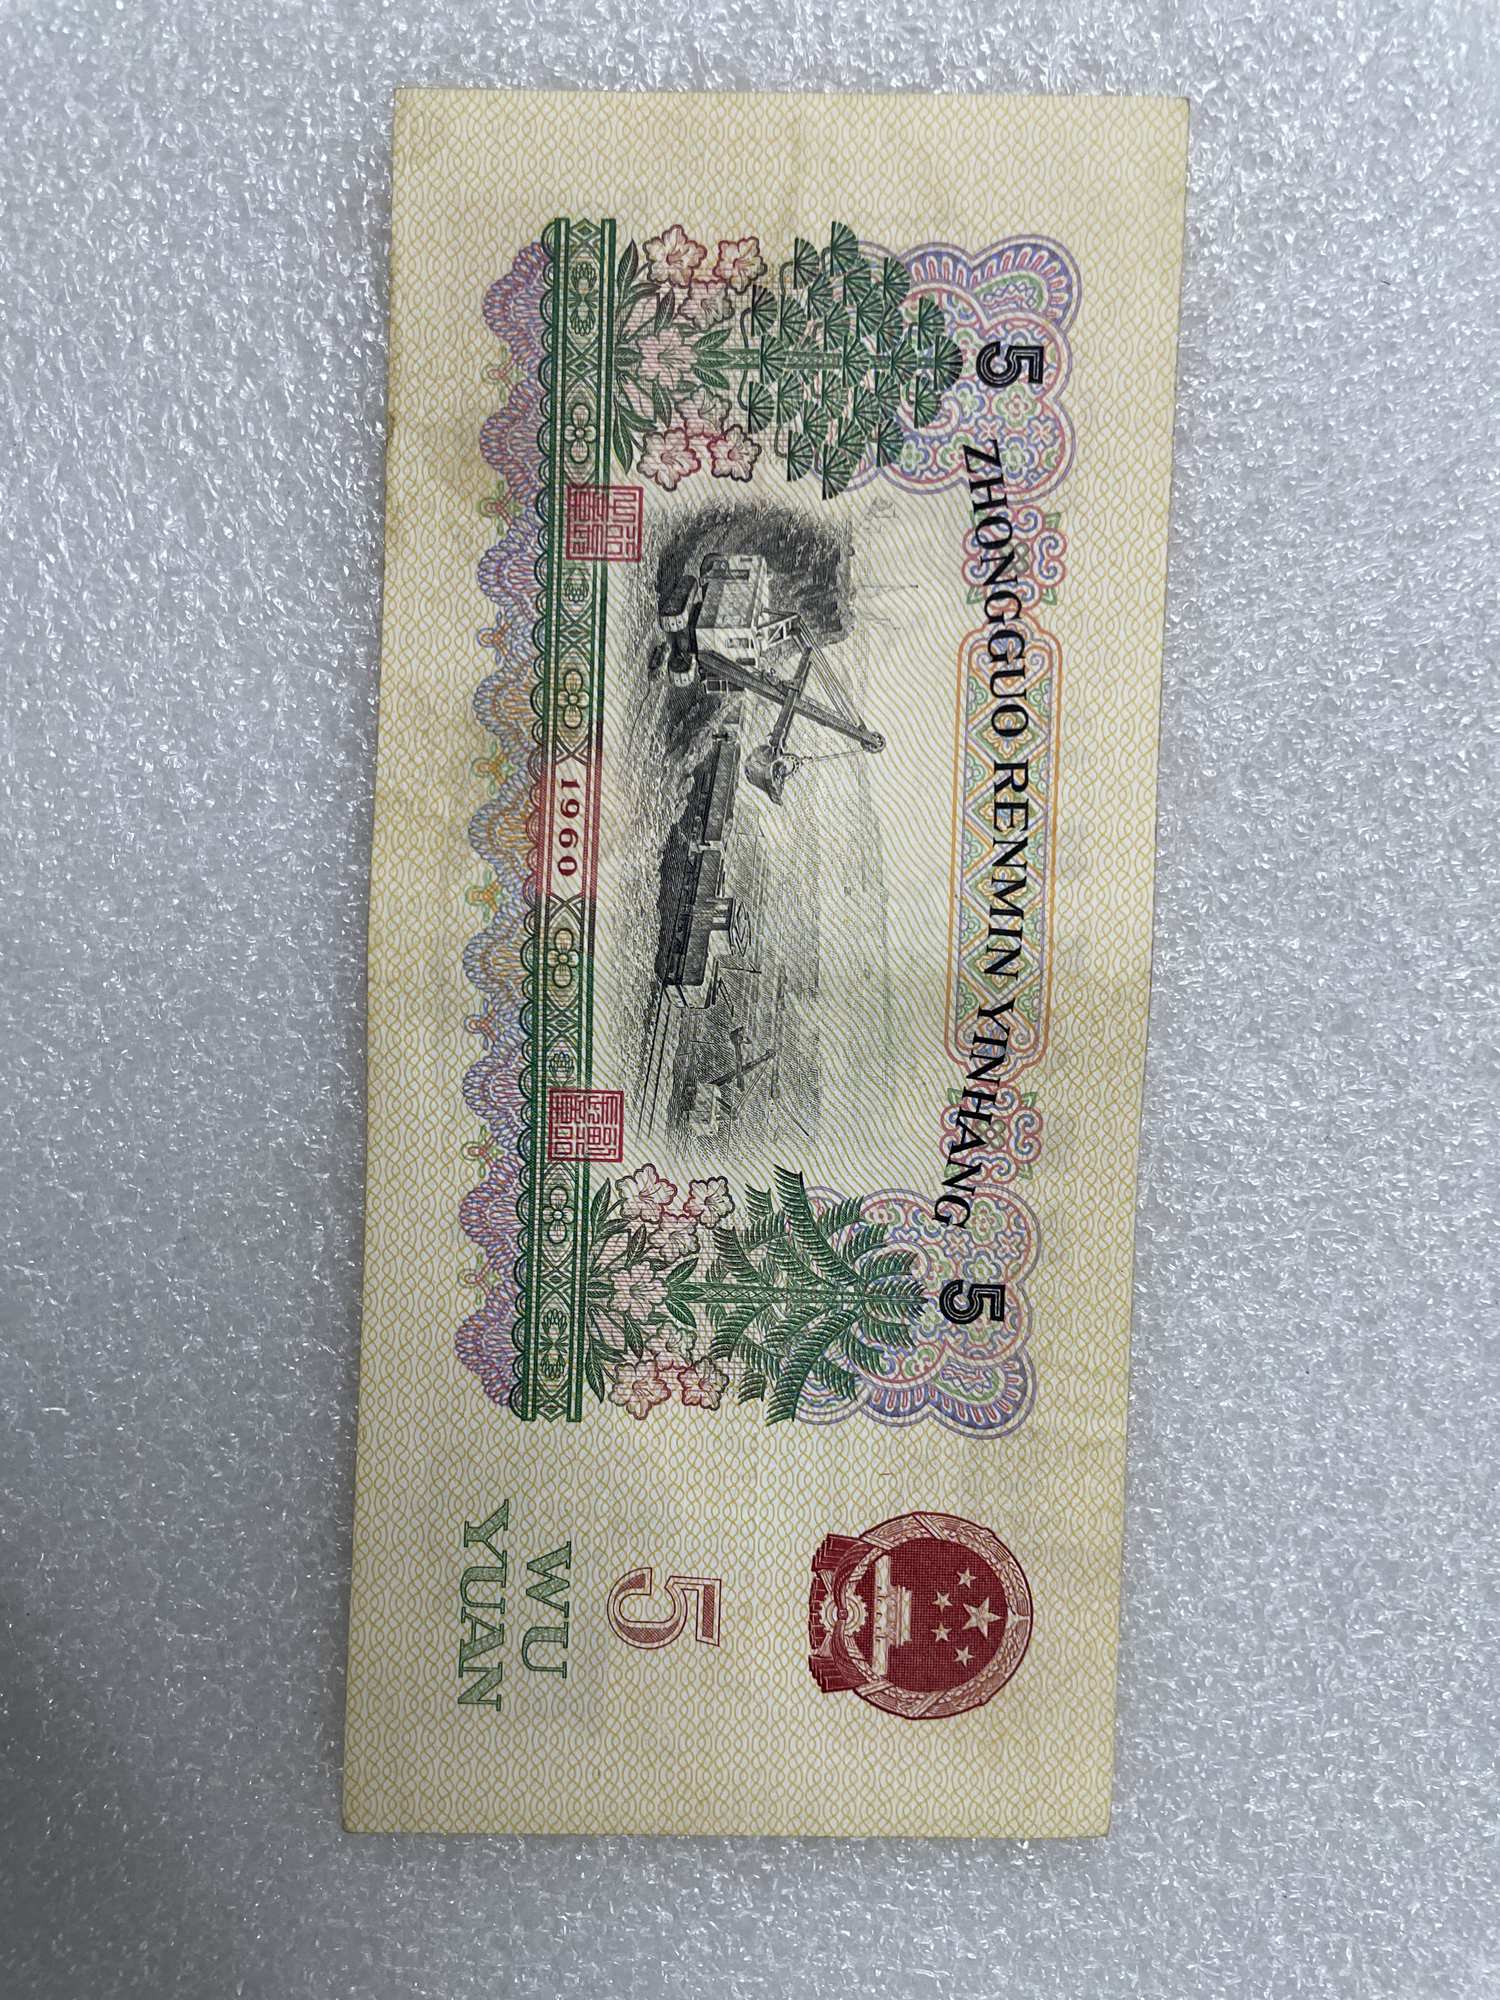 5 ZHONGGUO RENMIN YINHANG 5
5
1960
WU
YUAN